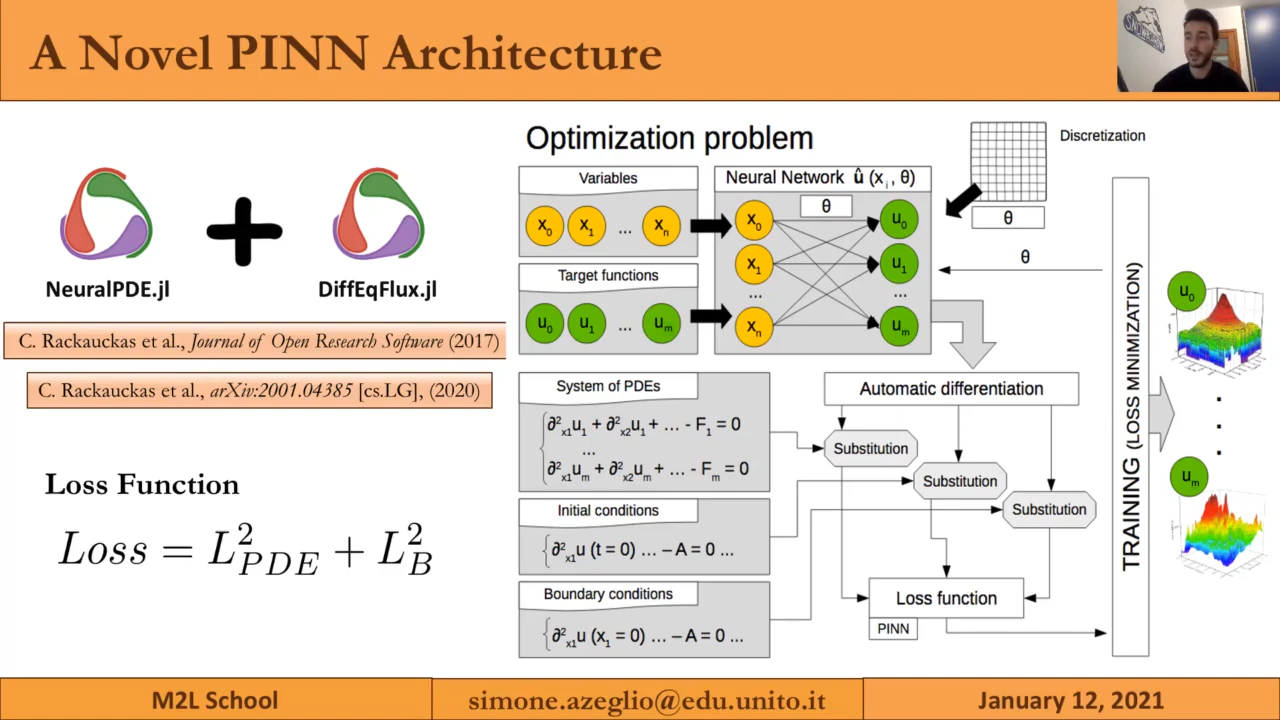 A Novel PINN Architecture
NeuralPDE.jl
DiffEqFlux.jl
C. Rackauckas et al., Journal of Open Research Software (2017)
C. Rackauckas et al., arXiv:2001.04385 [cs.LG], (2020)
Loss Function
Loss = L²_PDE + L²_B
Optimization problem
Variables
x₀ x₁ ... xₙ
Target functions
u₀ u₁ ... uₘ
Neural Network û (xᵢ, θ)
θ
x₀
x₁
...
xₙ
u₀
u₁
...
uₘ
Discretization
θ
θ
System of PDEs
∂²ₓ₁u₁ + ∂²ₓ₂u₁ + ... - F₁ = 0
...
∂²ₓ₁uₘ + ∂²ₓ₂uₘ + ... - Fₘ = 0
Initial conditions
∂²ₓ₁u (t = 0) ... – A = 0 ...
Boundary conditions
∂²ₓ₁u (x₁ = 0) ... – A = 0 ...
Automatic differentiation
Substitution
Substitution
Substitution
Loss function
PINN
TRAINING (LOSS MINIMIZATION)
u₀
uₘ
M2L School
simone.azeglio@edu.unito.it
January 12, 2021